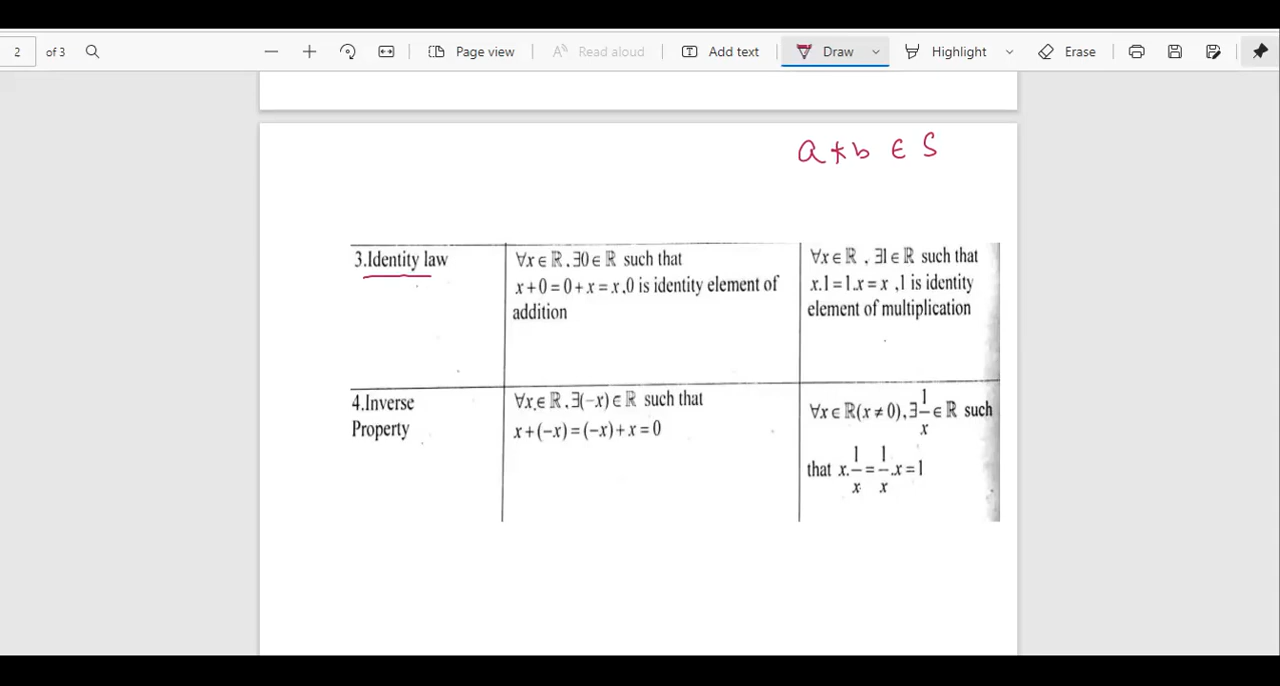 2 of 3 Page view Read aloud Add text Draw Highlight Erase
a * b ∈ S
3.Identity law
∀x ∈ ℝ, ∃0 ∈ ℝ such that
x + 0 = 0 + x = x ,0 is identity element of
addition
∀x ∈ ℝ , ∃1 ∈ ℝ such that
x.1 = 1.x = x ,1 is identity
element of multiplication
4.Inverse
Property
∀x ∈ ℝ, ∃(−x) ∈ ℝ such that
x + (−x) = (−x) + x = 0
∀x ∈ ℝ(x ≠ 0), ∃1/x ∈ ℝ such
that x.1/x = 1/x.x = 1